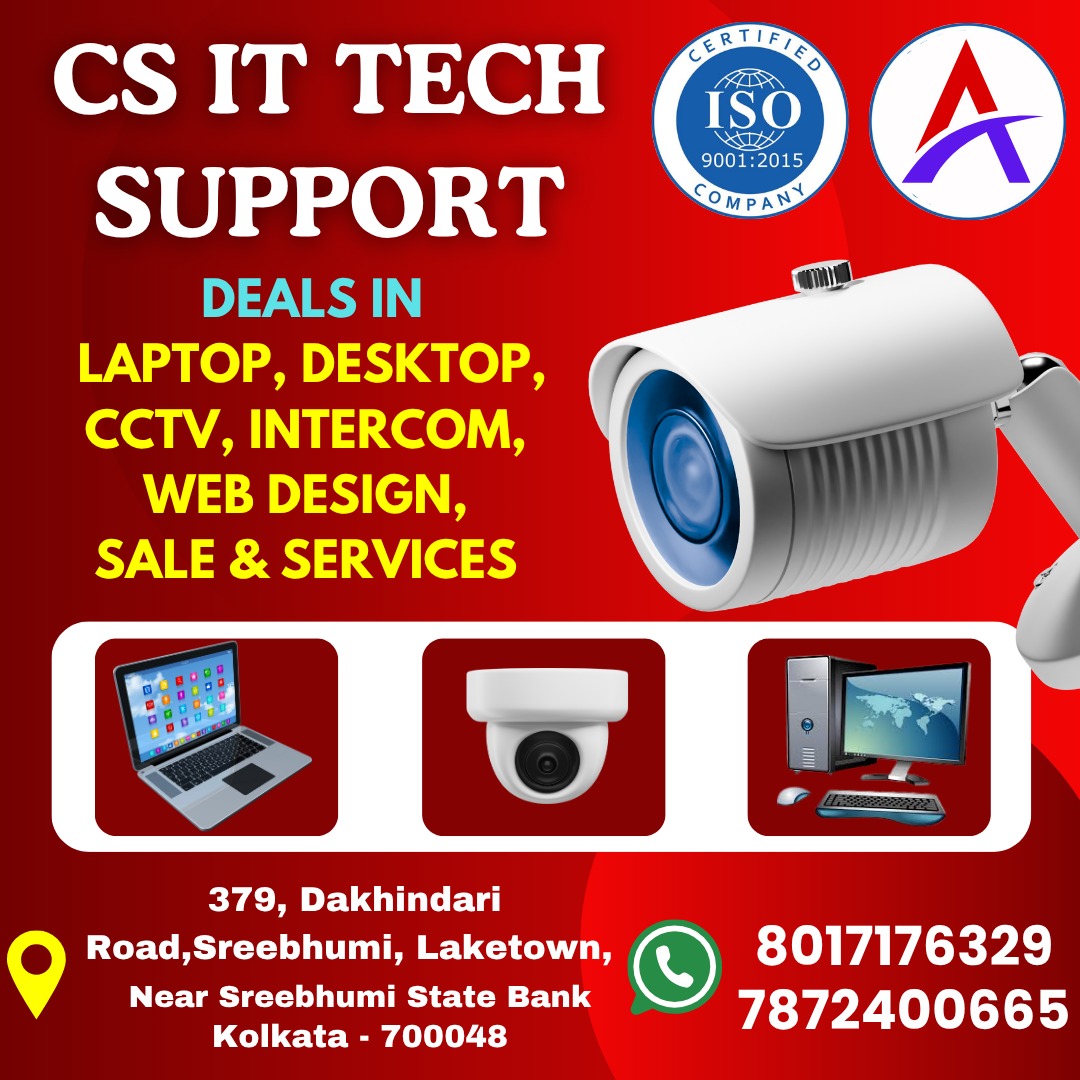 CS IT TECH
SUPPORT
CERTIFIED
ISO
9001:2015
COMPANY
DEALS IN
LAPTOP, DESKTOP,
CCTV, INTERCOM,
WEB DESIGN,
SALE & SERVICES
379, Dakhindari
Road,Sreebhumi, Laketown,
Near Sreebhumi State Bank
Kolkata - 700048
8017176329
7872400665